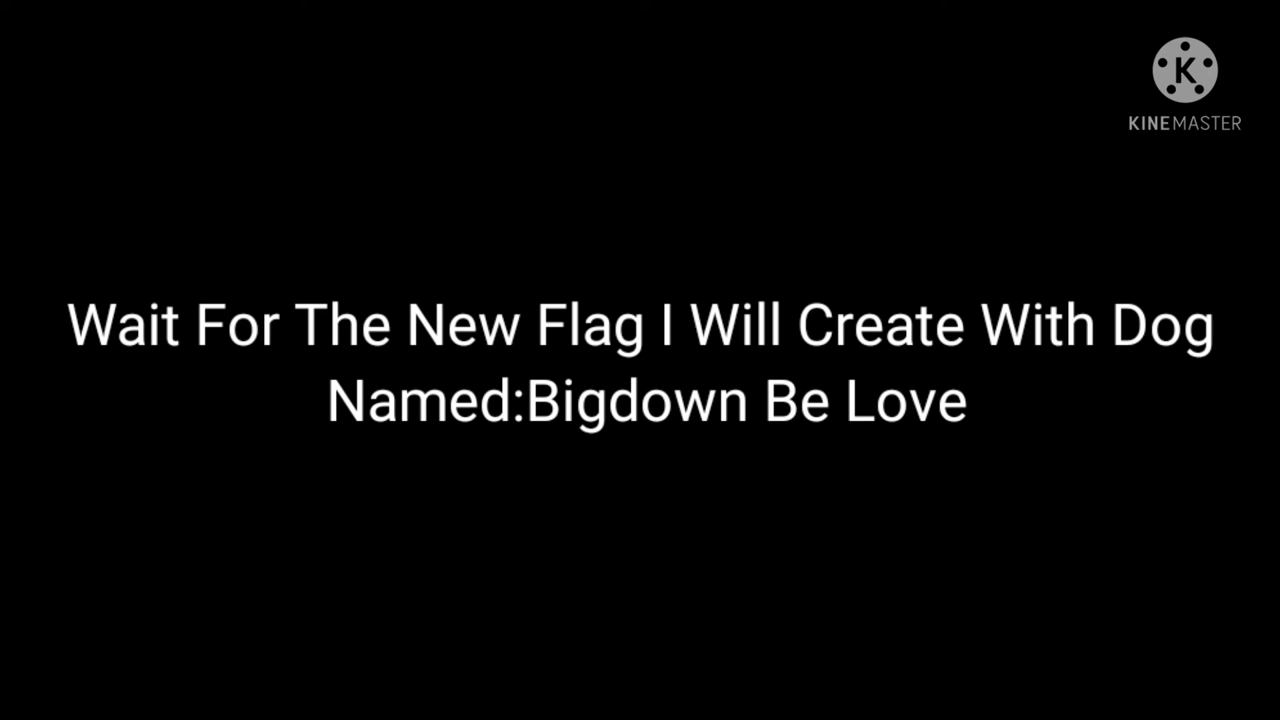 K
KINEMASTER
Wait For The New Flag I Will Create With Dog
Named:Bigdown Be Love